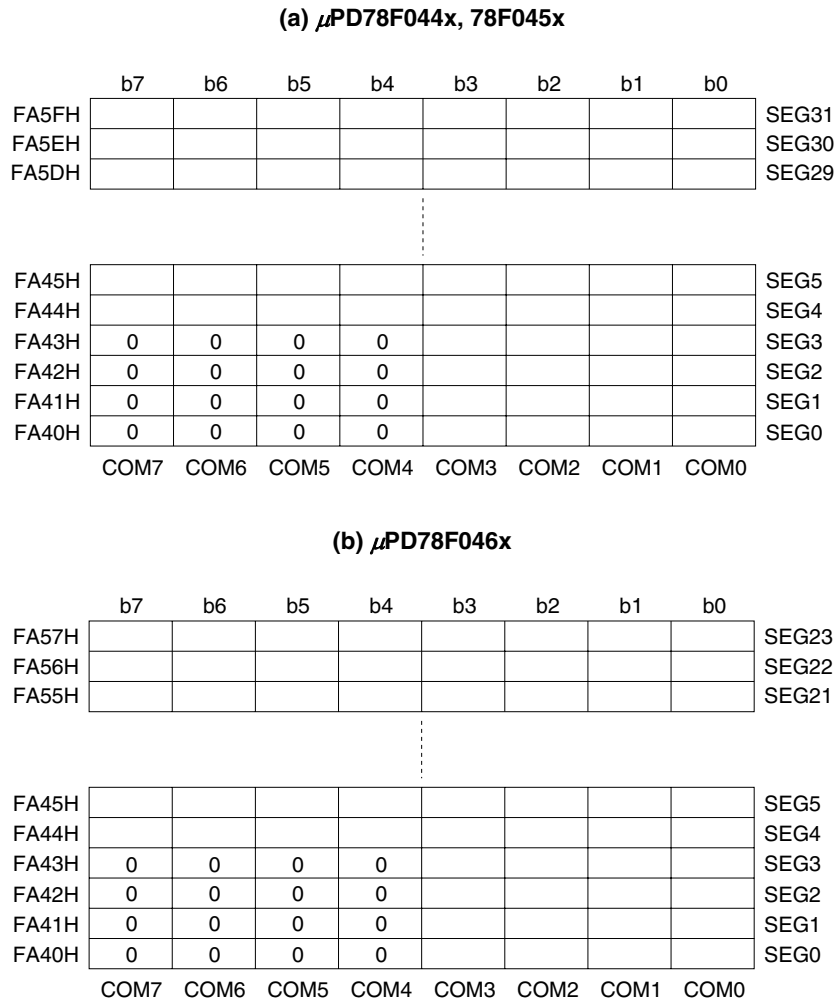 (a) μPD78F044x, 78F045x
b7 b6 b5 b4 b3 b2 b1 b0
FA5FH SEG31
FA5EH SEG30
FA5DH SEG29
FA45H SEG5
FA44H SEG4
FA43H 0 0 0 0 SEG3
FA42H 0 0 0 0 SEG2
FA41H 0 0 0 0 SEG1
FA40H 0 0 0 0 SEG0
COM7 COM6 COM5 COM4 COM3 COM2 COM1 COM0
(b) μPD78F046x
b7 b6 b5 b4 b3 b2 b1 b0
FA57H SEG23
FA56H SEG22
FA55H SEG21
FA45H SEG5
FA44H SEG4
FA43H 0 0 0 0 SEG3
FA42H 0 0 0 0 SEG2
FA41H 0 0 0 0 SEG1
FA40H 0 0 0 0 SEG0
COM7 COM6 COM5 COM4 COM3 COM2 COM1 COM0